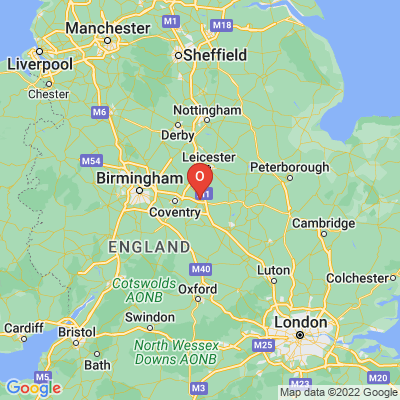 M1
M18
Manchester
Liverpool
Sheffield
Chester
M6
Nottingham
Derby
Leicester
M54
Peterborough
O
Birmingham
Coventry
Cambridge
ENGLAND
M40
Cotswolds
AONB
Luton
Colchester
Oxford
Swindon
Cardiff
Bristol
London
North Wessex
Downs AONB
M25
Bath
M5
M3
M23
M20
Google
Map data ©2022 Google